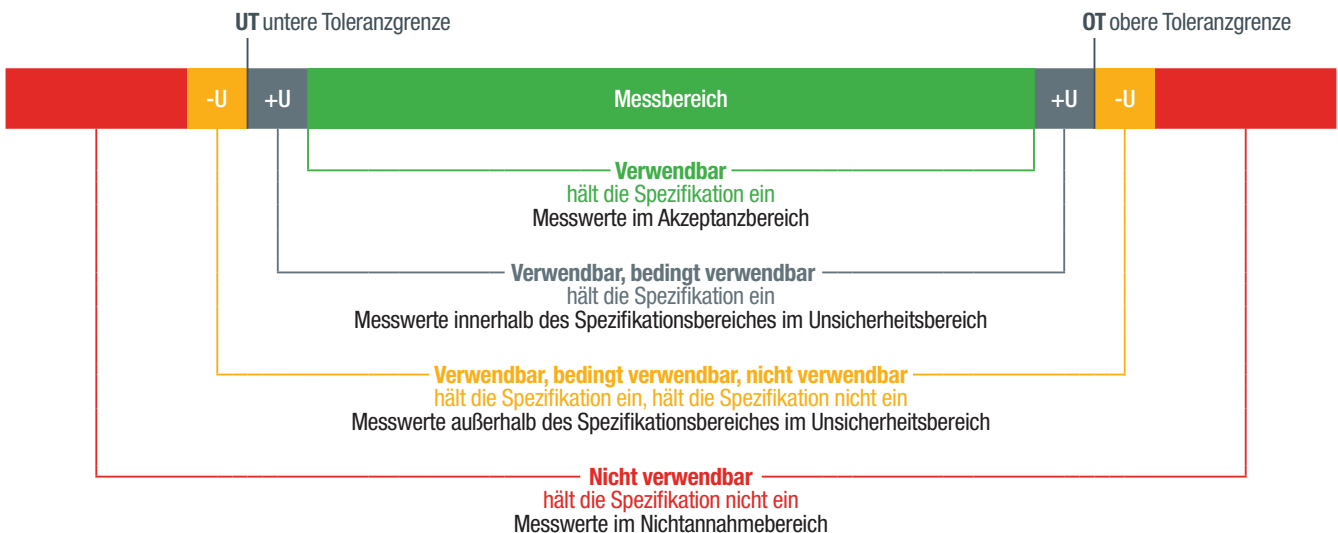 UT untere Toleranzgrenze
OT obere Toleranzgrenze
-U
+U
Messbereich
+U
-U
Verwendbar
hält die Spezifikation ein
Messwerte im Akzeptanzbereich
Verwendbar, bedingt verwendbar
hält die Spezifikation ein
Messwerte innerhalb des Spezifikationsbereiches im Unsicherheitsbereich
Verwendbar, bedingt verwendbar, nicht verwendbar
hält die Spezifikation ein, hält die Spezifikation nicht ein
Messwerte außerhalb des Spezifikationsbereiches im Unsicherheitsbereich
Nicht verwendbar
hält die Spezifikation nicht ein
Messwerte im Nichtannahmebereich